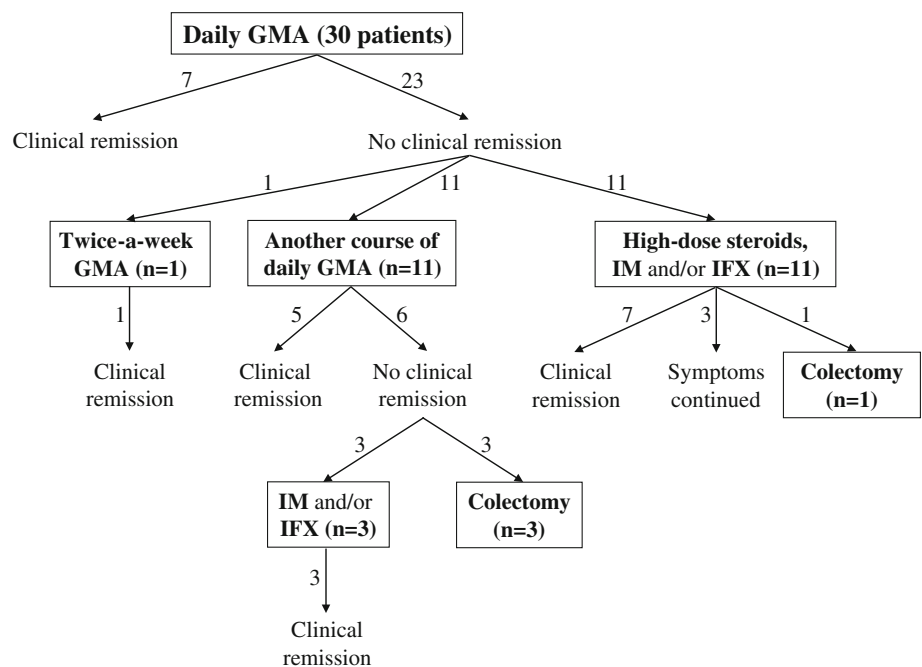 Daily GMA (30 patients)
7
23
Clinical remission
No clinical remission
1
11
11
Twice-a-week
GMA (n=1)
Another course of
daily GMA (n=11)
High-dose steroids,
IM and/or IFX (n=11)
1
5
6
7
3
1
Clinical
remission
Clinical
remission
No clinical
remission
Clinical
remission
Symptoms
continued
Colectomy
(n=1)
3
3
IM and/or
IFX (n=3)
Colectomy
(n=3)
3
Clinical
remission